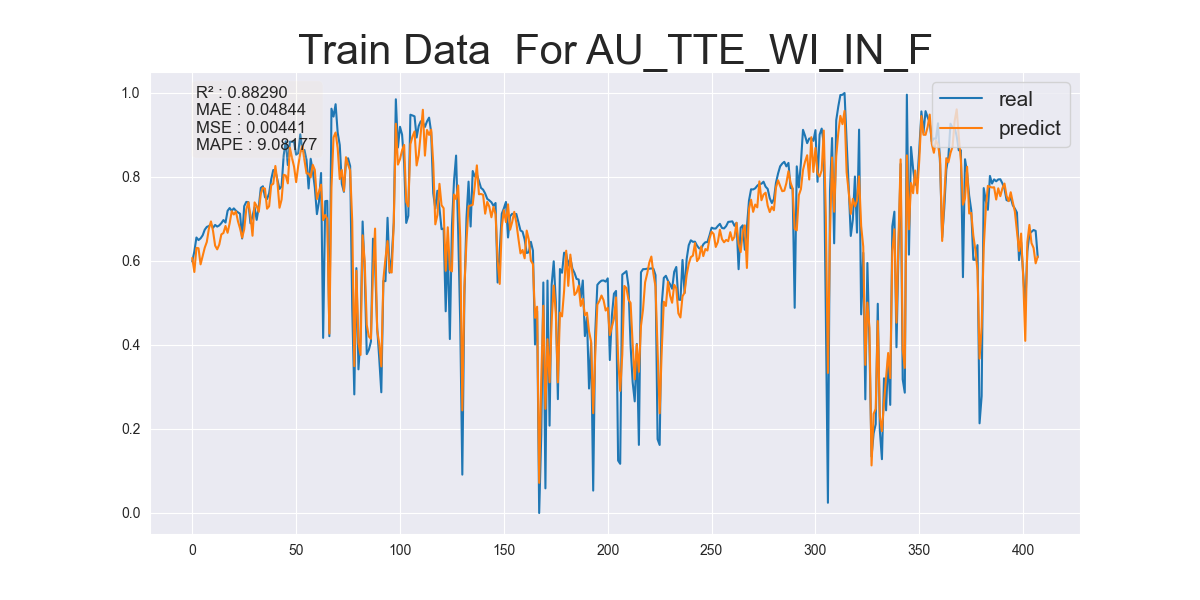 Train Data  For AU_TTE_WI_IN_F
R² : 0.88290
MAE : 0.04844
MSE : 0.00441
MAPE : 9.08177
real
predict
1.0
0.8
0.6
0.4
0.2
0.0
0 50 100 150 200 250 300 350 400